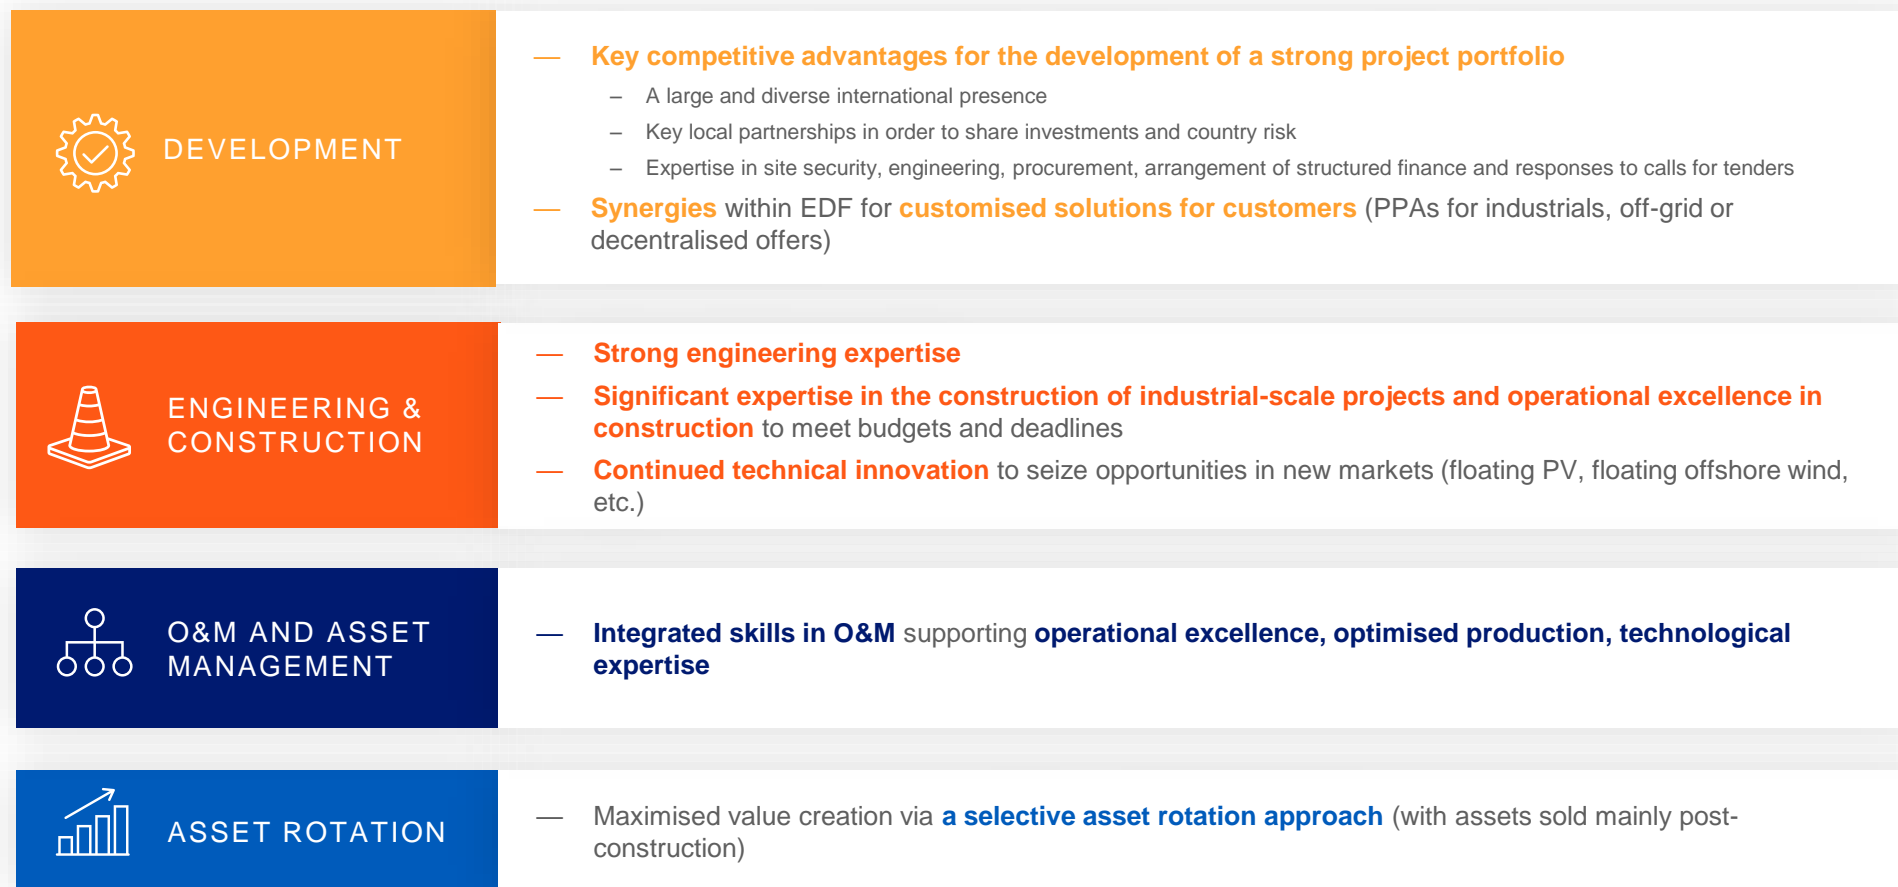 DEVELOPMENT
— Key competitive advantages for the development of a strong project portfolio
– A large and diverse international presence
– Key local partnerships in order to share investments and country risk
– Expertise in site security, engineering, procurement, arrangement of structured finance and responses to calls for tenders
— Synergies within EDF for customised solutions for customers (PPAs for industrials, off-grid or
decentralised offers)
ENGINEERING &
CONSTRUCTION
— Strong engineering expertise
— Significant expertise in the construction of industrial-scale projects and operational excellence in
construction to meet budgets and deadlines
— Continued technical innovation to seize opportunities in new markets (floating PV, floating offshore wind,
etc.)
O&M AND ASSET
MANAGEMENT
— Integrated skills in O&M supporting operational excellence, optimised production, technological
expertise
ASSET ROTATION
— Maximised value creation via a selective asset rotation approach (with assets sold mainly post-
construction)